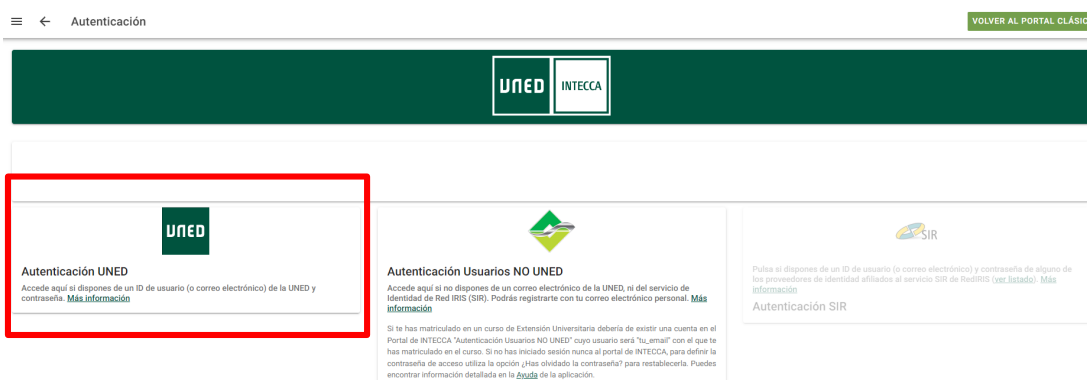 Autenticación
VOLVER AL PORTAL CLÁSIC
UNED
INTECCA
UNED
Autenticación UNED
Accede aquí si dispones de un ID de usuario (o correo electrónico) de la UNED y
contraseña. Más información
Autenticación Usuarios NO UNED
Accede aquí si no dispones de un correo electrónico de la UNED, ni del servicio de
Identidad de Red IRIS (SIR). Podrás registrarte con tu correo electrónico personal. Más
información
Si te has matriculado en un curso de Extensión Universitaria debería de existir una cuenta en el
Portal de INTECCA "Autenticación Usuarios NO UNED" cuyo usuario será "tu_email" con el que te
has matriculado en el curso. Si no has iniciado sesión nunca al portal de INTECCA, para definir la
contraseña de acceso utiliza la opción ¿Has olvidado la contraseña? para restablecerla. Puedes
encontrar información detallada en la Ayuda de la aplicación.
SIR
Pulsa si dispones de un ID de usuario (o correo electrónico) y contraseña de alguno de
los proveedores de identidad afiliados al servicio SIR de RedIRIS (ver listado). Más
información
Autenticación SIR